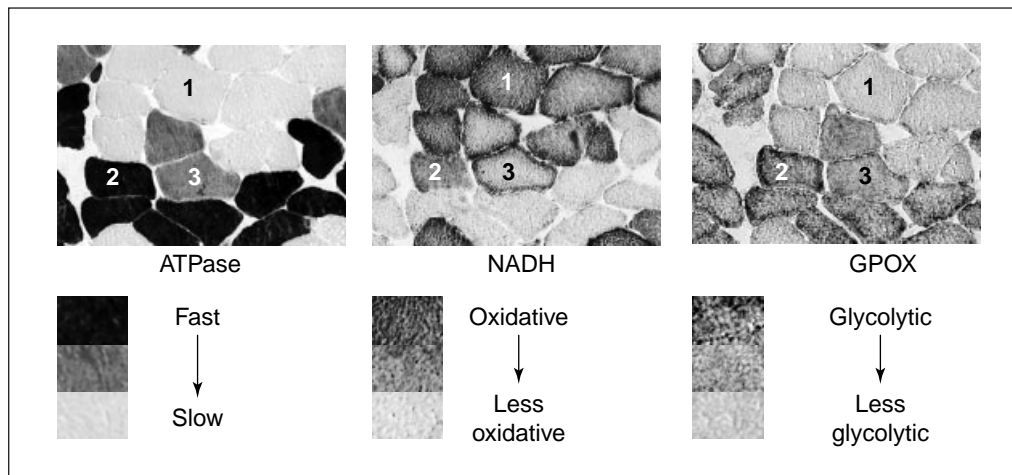 1
2
3
ATPase
1
2
3
NADH
1
2
3
GPOX
Fast
Slow
Oxidative
Less
oxidative
Glycolytic
Less
glycolytic